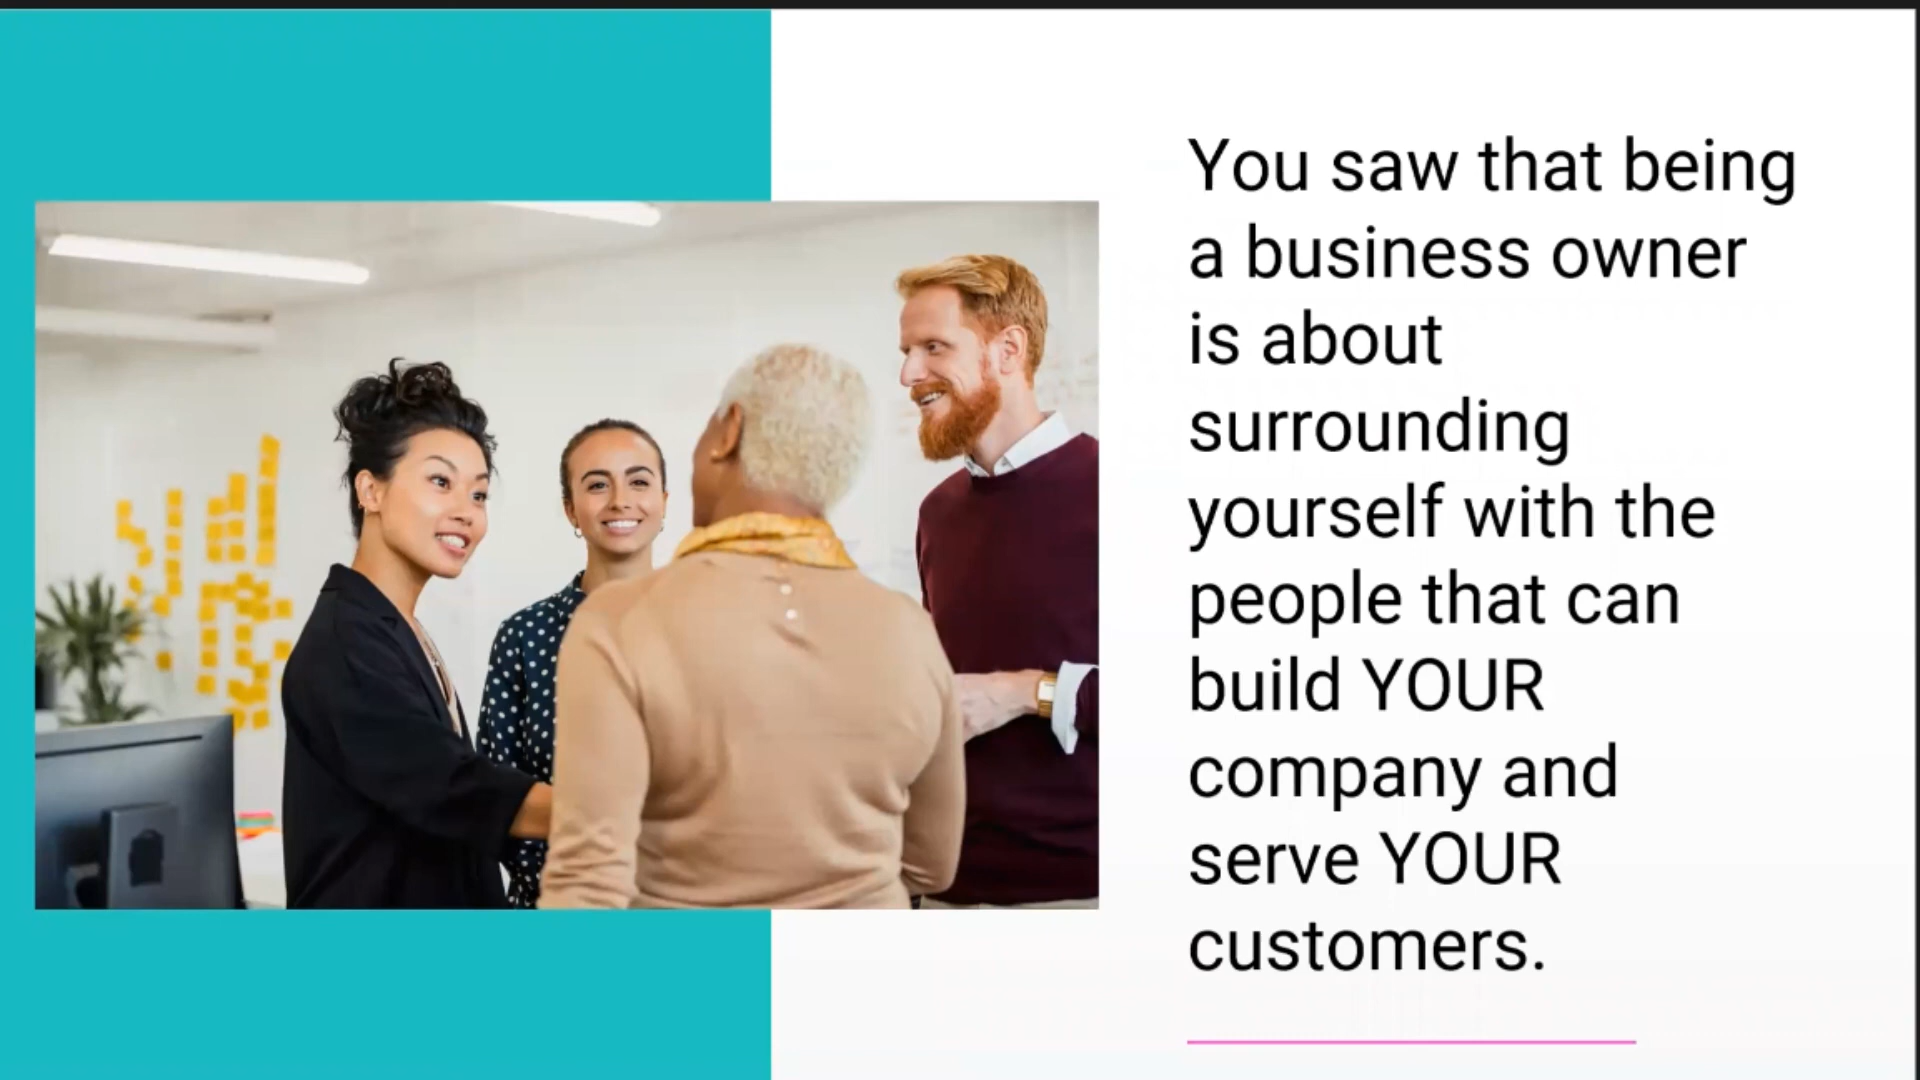 You saw that being
a business owner
is about
surrounding
yourself with the
people that can
build YOUR
company and
serve YOUR
customers.